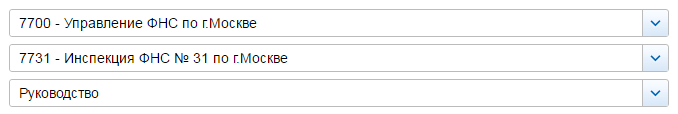 7700 - Управление ФНС по г.Москве
7731 - Инспекция ФНС № 31 по г.Москве
Руководство